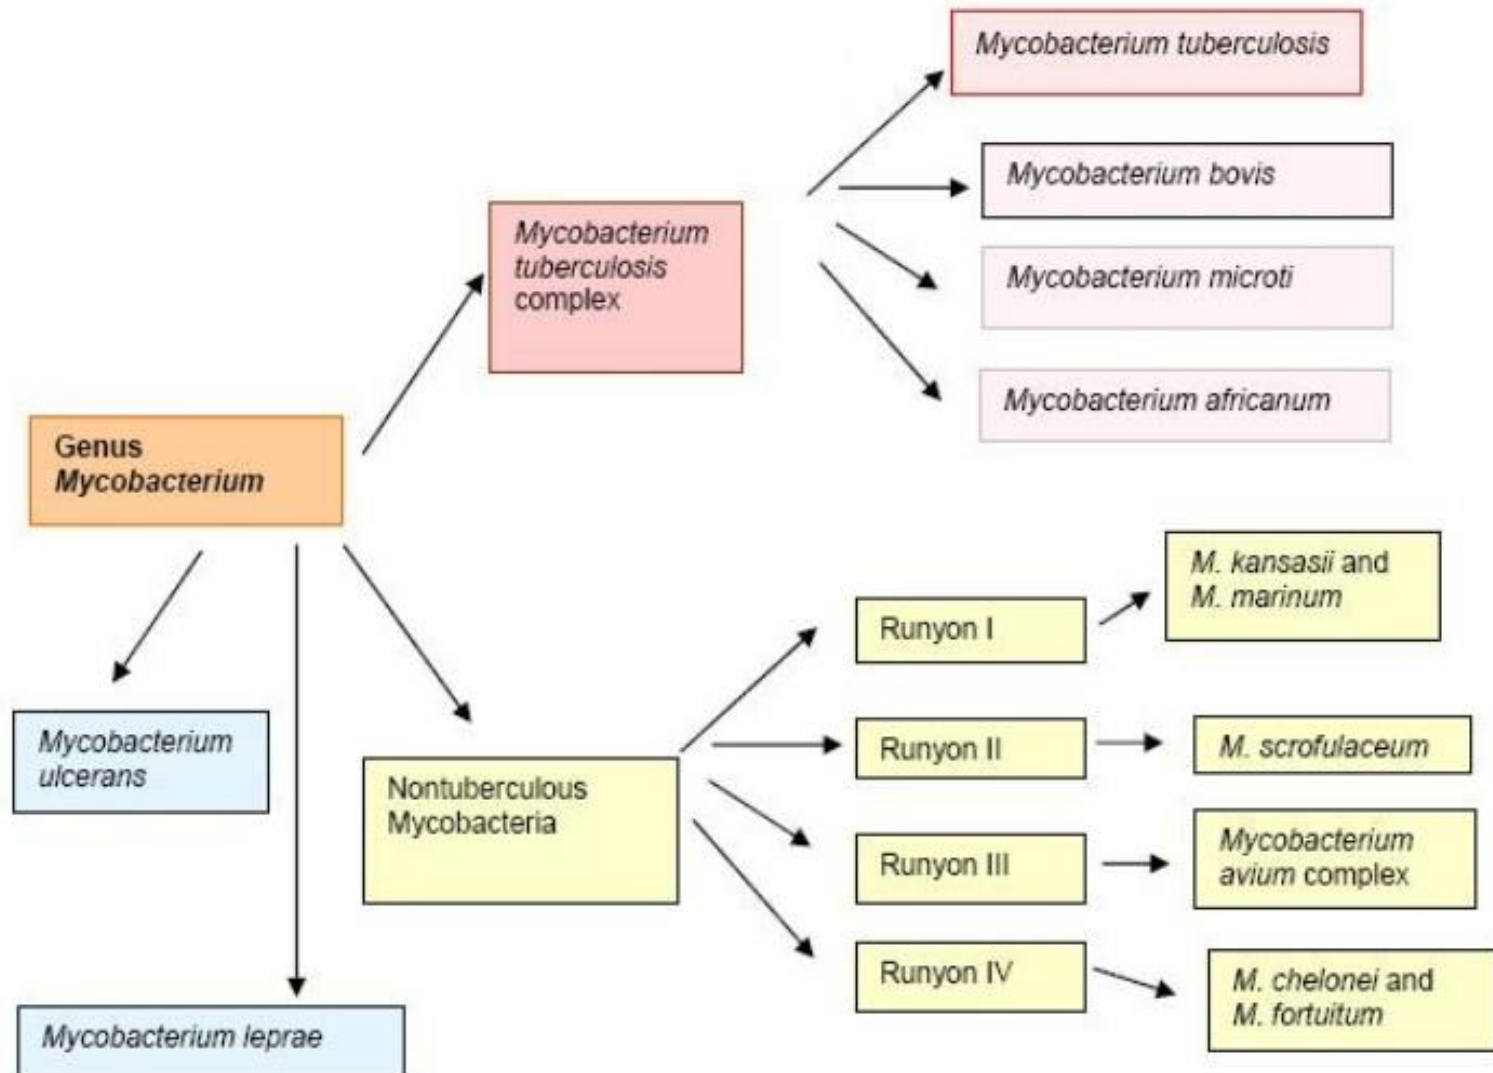 Mycobacterium tuberculosis
Mycobacterium bovis
Mycobacterium
tuberculosis
complex
Mycobacterium microti
Mycobacterium africanum
Genus
Mycobacterium
M. kansasii and
M. marinum
Runyon I
Mycobacterium
ulcerans
Runyon II
M. scrofulaceum
Nontuberculous
Mycobacteria
Runyon III
Mycobacterium
avium complex
Runyon IV
M. chelonei and
M. fortuitum
Mycobacterium leprae